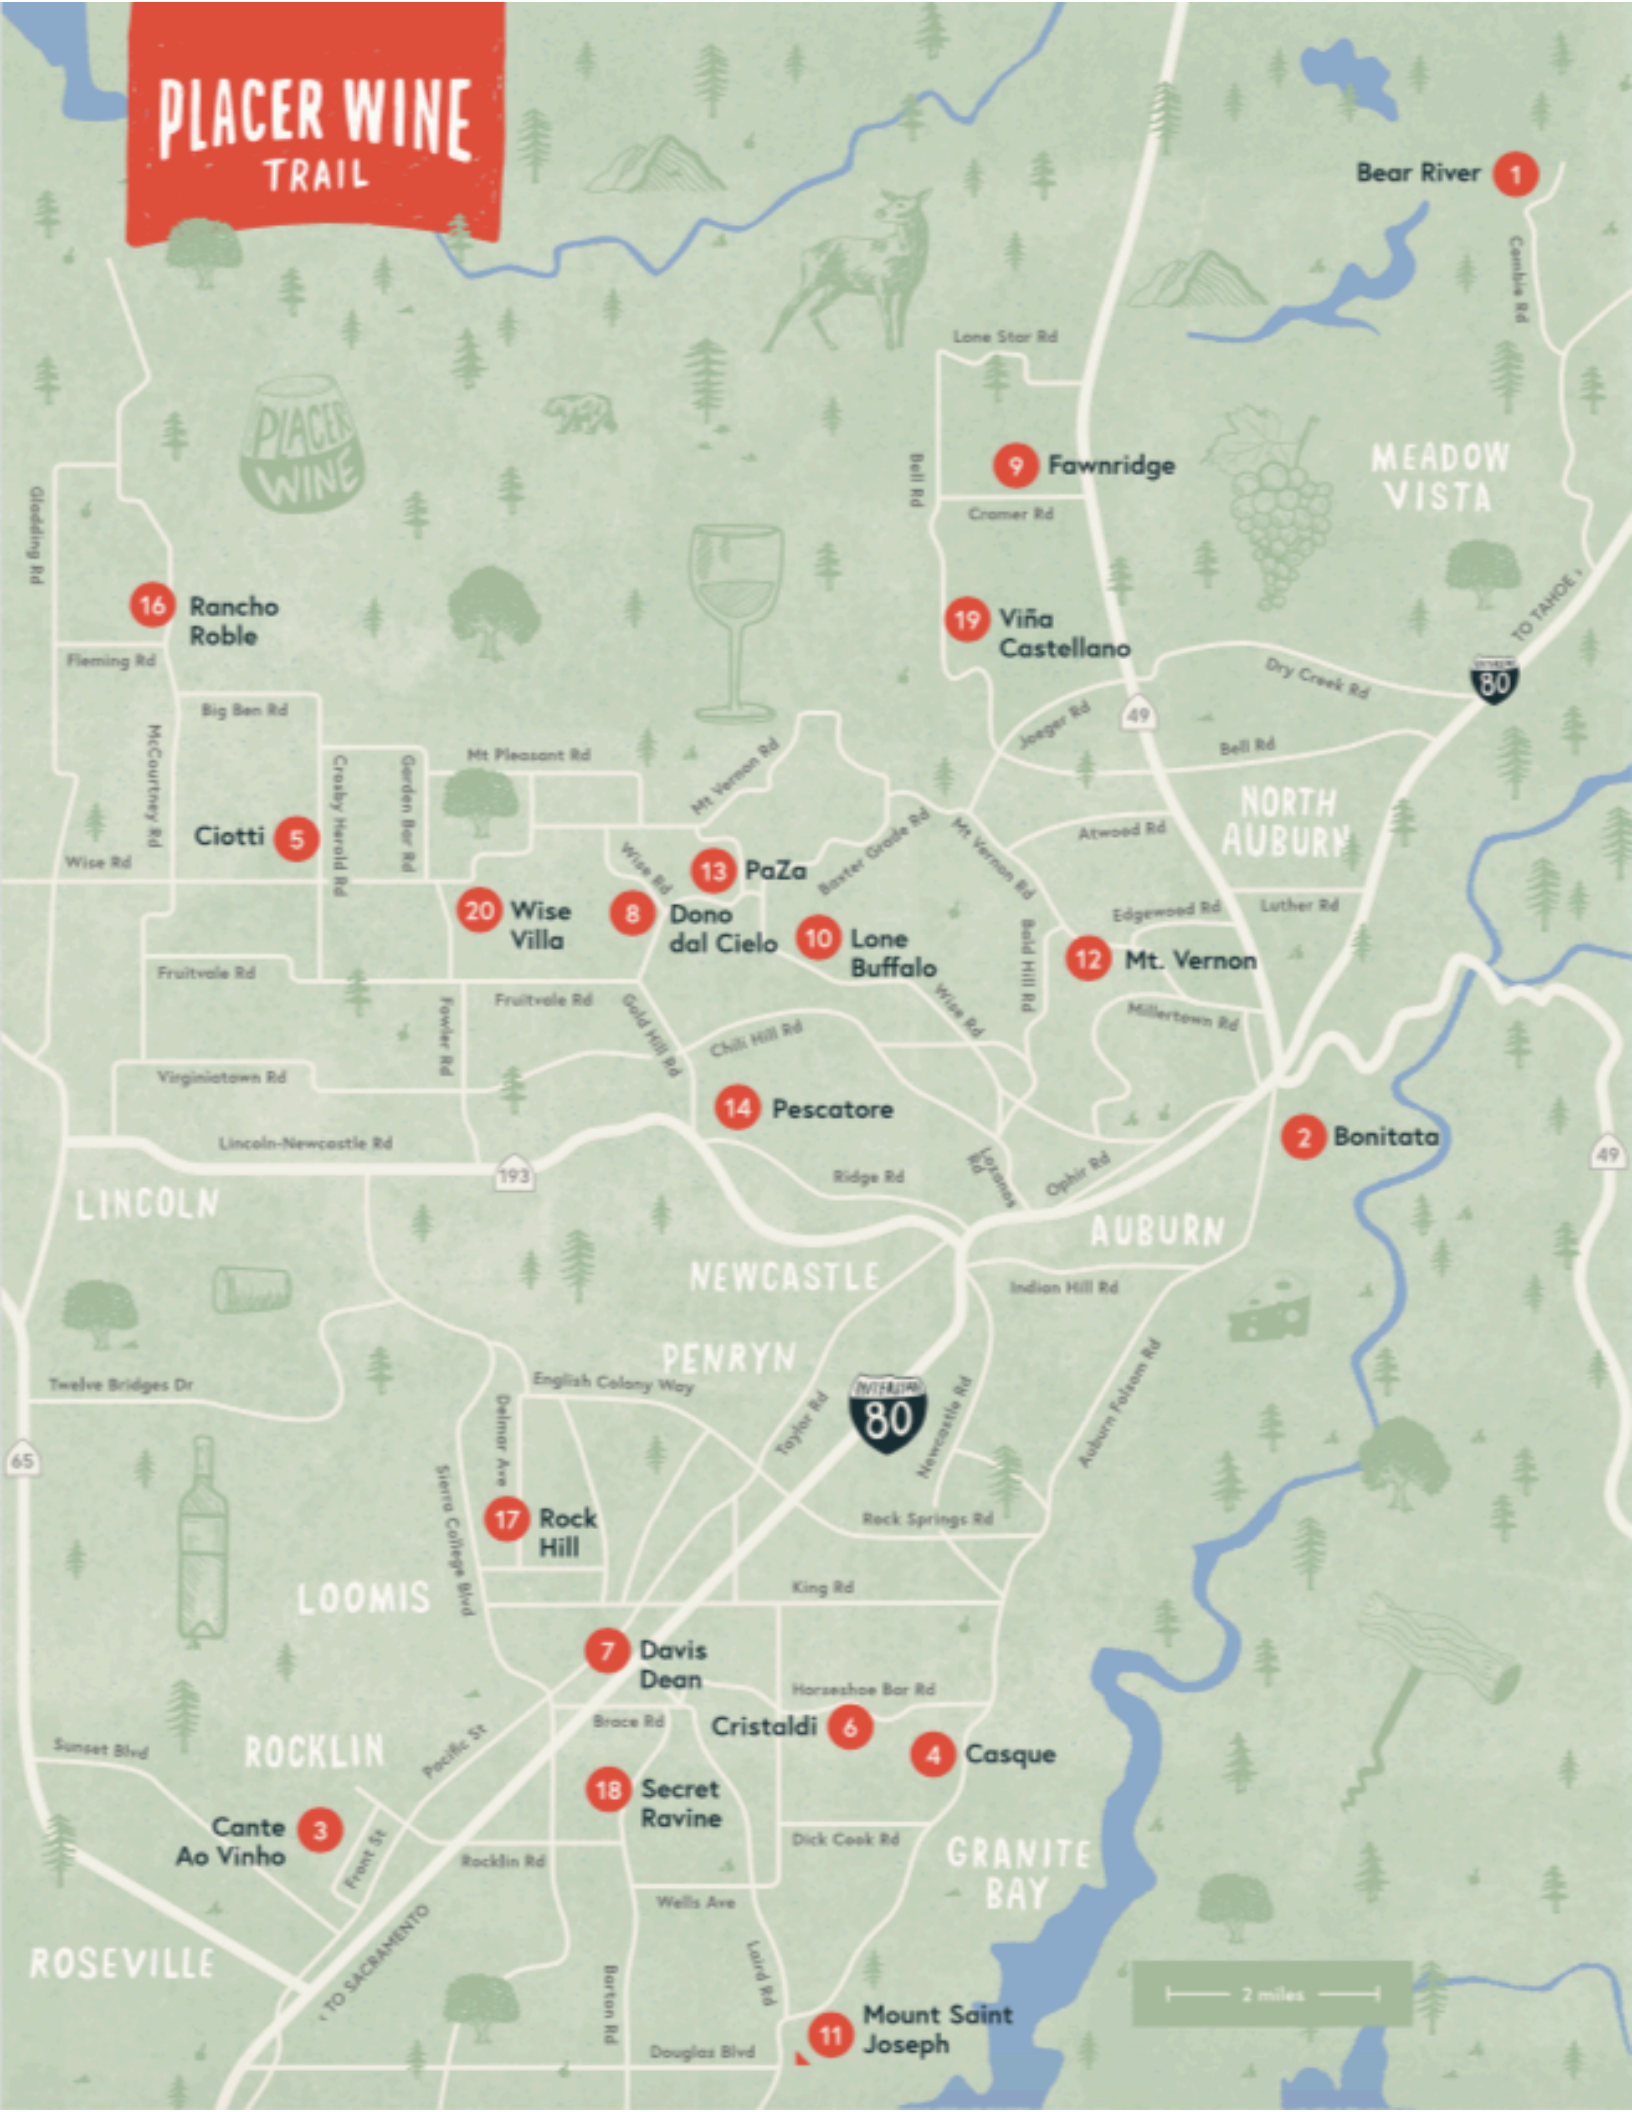 PLACER WINE
TRAIL
Bear River 1
Combie Rd
Lone Star Rd
PLACER
WINE
Bell Rd
9 Fawnridge
Cramer Rd
MEADOW
VISTA
Gladding Rd
16 Rancho
Roble
19 Viña
Castellano
TO TAHOE ›
80
Fleming Rd
Dry Creek Rd
Big Ben Rd
Joeger Rd
49
Bell Rd
McCourtney Rd
Crosby Herold Rd
Garden Bar Rd
Mt Pleasant Rd
Mt Vernon Rd
NORTH
AUBURN
Ciotti 5
Wise Rd
Wise Rd
13 PaZa
Baxter Grade Rd
Mt Vernon Rd
Atwood Rd
20 Wise
Villa
8 Dono
dal Cielo
10 Lone
Buffalo
Edgewood Rd
Luther Rd
Bald Hill Rd
12 Mt. Vernon
Fruitvale Rd
Fruitvale Rd
Fowler Rd
Gold Hill Rd
Wise Rd
Millertown Rd
Chili Hill Rd
Virginiatown Rd
14 Pescatore
2 Bonitata
Lincoln-Newcastle Rd
193
Ridge Rd
Lozanos
Rd
Ophir Rd
49
LINCOLN
AUBURN
NEWCASTLE
Indian Hill Rd
PENRYN
Twelve Bridges Dr
English Colony Way
INTERSTATE
80
Taylor Rd
Newcastle Rd
Auburn Folsom Rd
65
Delmar Ave
Sierra College Blvd
17 Rock
Hill
Rock Springs Rd
LOOMIS
King Rd
7 Davis
Dean
Horseshoe Bar Rd
Brace Rd
Cristaldi 6
4 Casque
Sunset Blvd
ROCKLIN
Pacific St
18 Secret
Ravine
Cante
Ao Vinho 3
Front St
Rocklin Rd
Dick Cook Rd
GRANITE
BAY
Wells Ave
ROSEVILLE
‹ TO SACRAMENTO
Barton Rd
Laird Rd
2 miles
11 Mount Saint
Joseph
Douglas Blvd